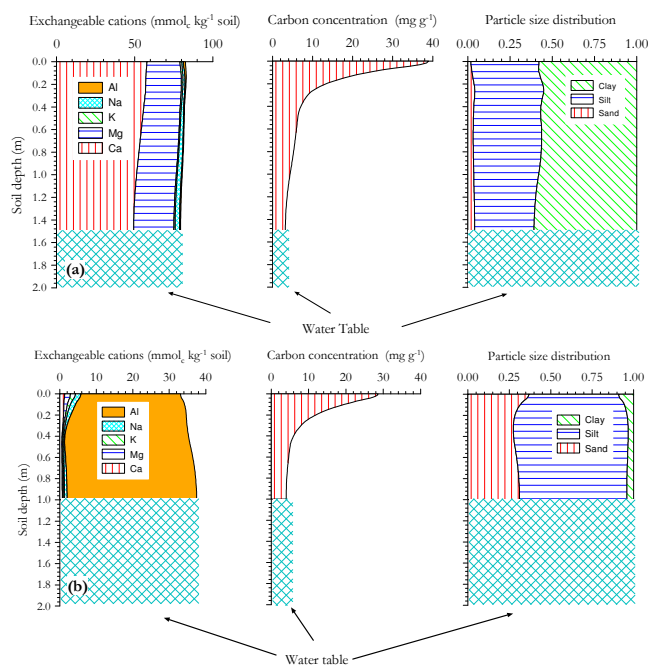 Exchangeable cations (mmolc kg-1 soil)
Carbon concentration (mg g-1)
Particle size distribution
0 50 100
0 10 20 30 40
0.00 0.25 0.50 0.75 1.00
Soil depth (m)
0.0
0.2
0.4
0.6
0.8
1.0
1.2
1.4
1.6
1.8
2.0
Al
Na
K
Mg
Ca
Clay
Silt
Sand
(a)
Water Table
Exchangeable cations (mmolc kg-1 soil)
Carbon concentration (mg g-1)
Particle size distribution
0 10 20 30 40
0 10 20 30 40
0.00 0.25 0.50 0.75 1.00
Soil depth (m)
0.0
0.2
0.4
0.6
0.8
1.0
1.2
1.4
1.6
1.8
2.0
Al
Na
K
Mg
Ca
Clay
Silt
Sand
(b)
Water table